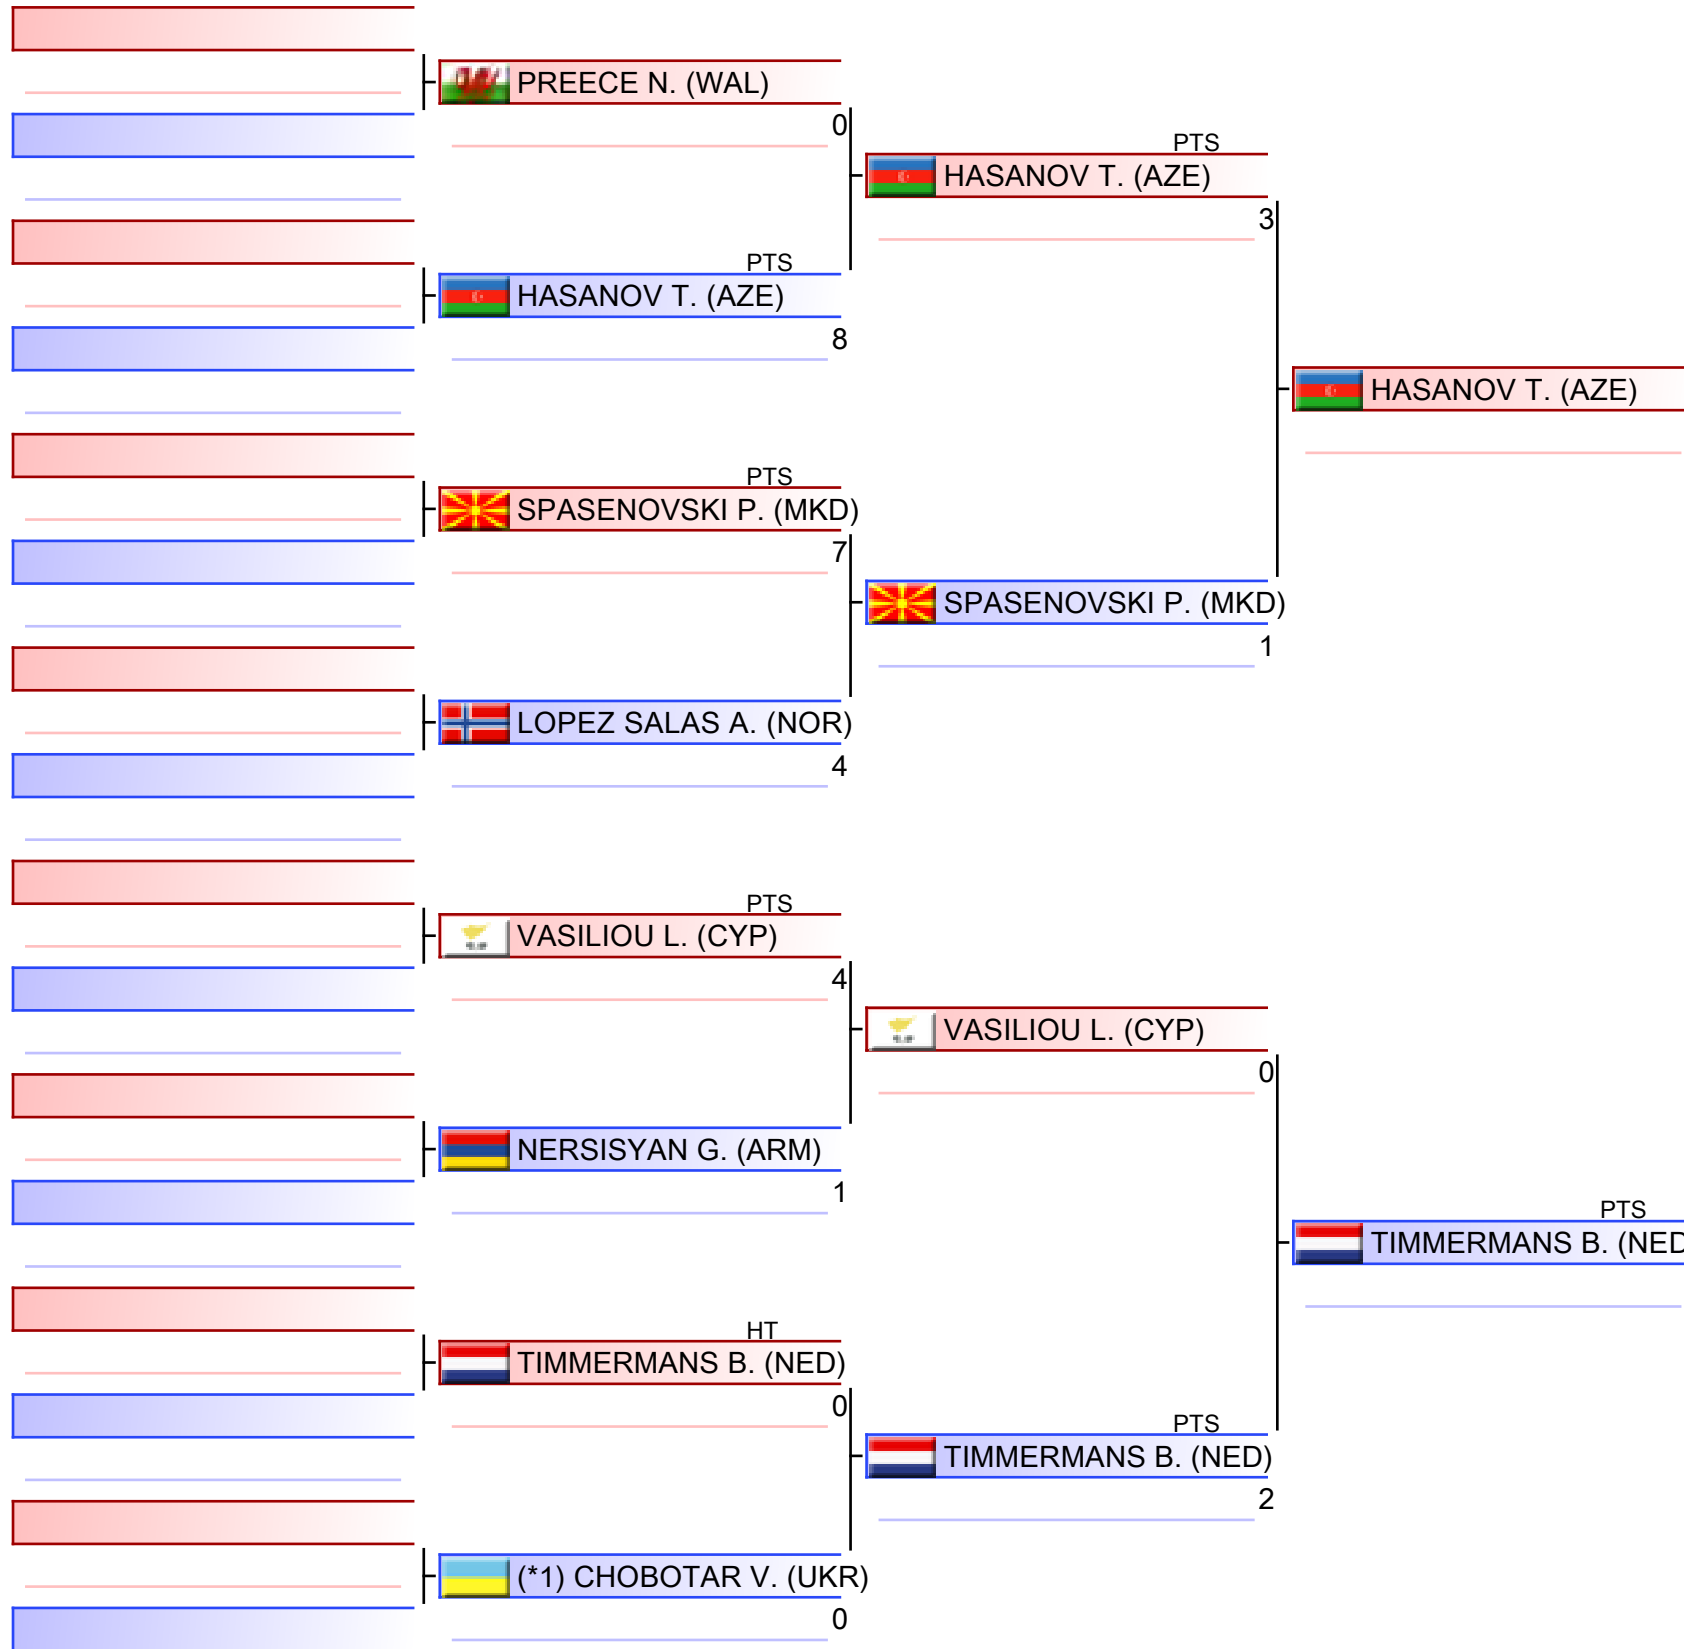 PREECE N. (WAL)
0
PTS
HASANOV T. (AZE)
8
PTS
SPASENOVSKI P. (MKD)
7
LOPEZ SALAS A. (NOR)
4
PTS
VASILIOU L. (CYP)
4
NERSISYAN G. (ARM)
1
HT
TIMMERMANS B. (NED)
0
(*1) CHOBOTAR V. (UKR)
0
PTS
HASANOV T. (AZE)
3
SPASENOVSKI P. (MKD)
1
VASILIOU L. (CYP)
0
PTS
TIMMERMANS B. (NED)
2
HASANOV T. (AZE)
PTS
TIMMERMANS B. (NED